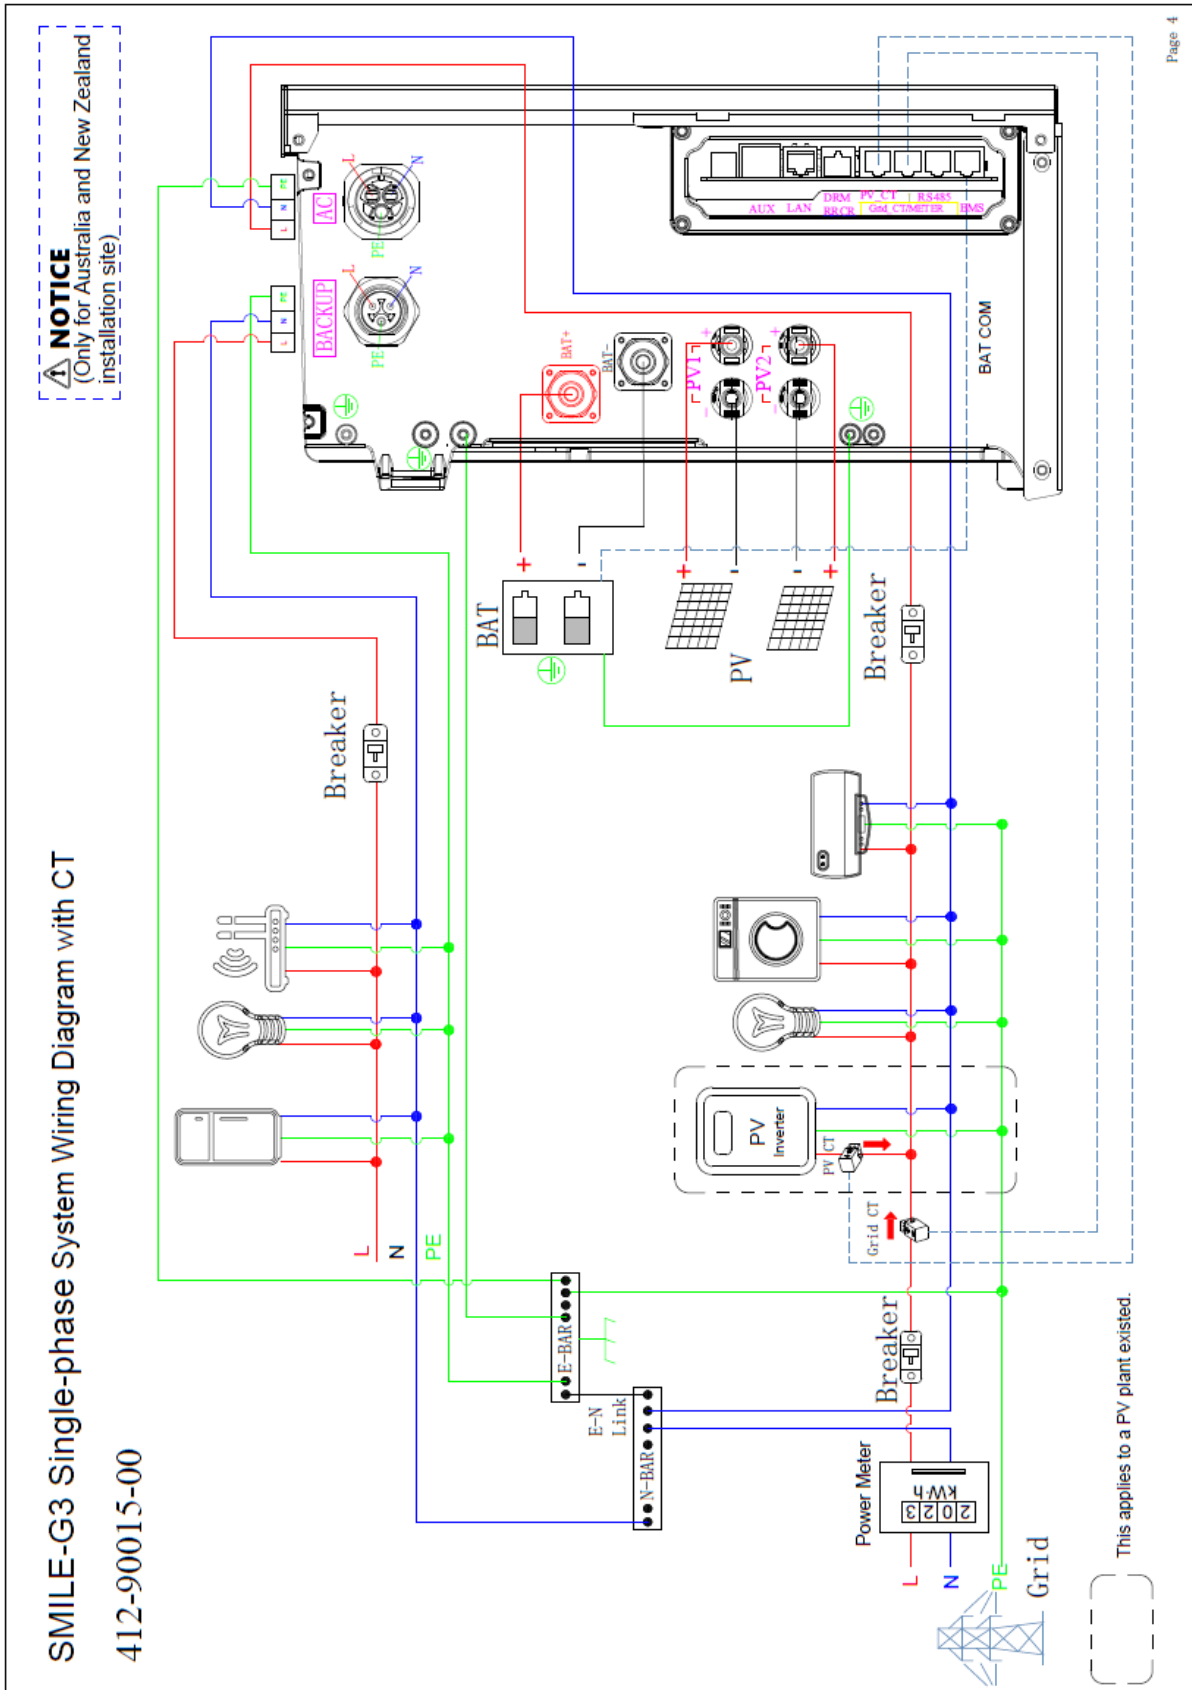 SMILE-G3 Single-phase System Wiring Diagram with CT
412-90015-00
NOTICE
(Only for Australia and New Zealand
installation site)
L
N
PE
L
N
PE
BACKUP
AC
L
N
PE
L
N
PE
BAT+
BAT-
PV1
+
-
PV2
+
-
AUX
LAN
DRM
RRCR
PV_CT
RS485
Grid_CT/METER
BMS
BAT COM
+
-
BAT
+
-
-
+
PV
Breaker
Breaker
L
N
PE
PV
Inverter
PV CT
Grid CT
E-BAR
E-N
Link
N-BAR
Breaker
Power Meter
2023
kW·h
L
N
PE
Grid
This applies to a PV plant existed.
Page 4